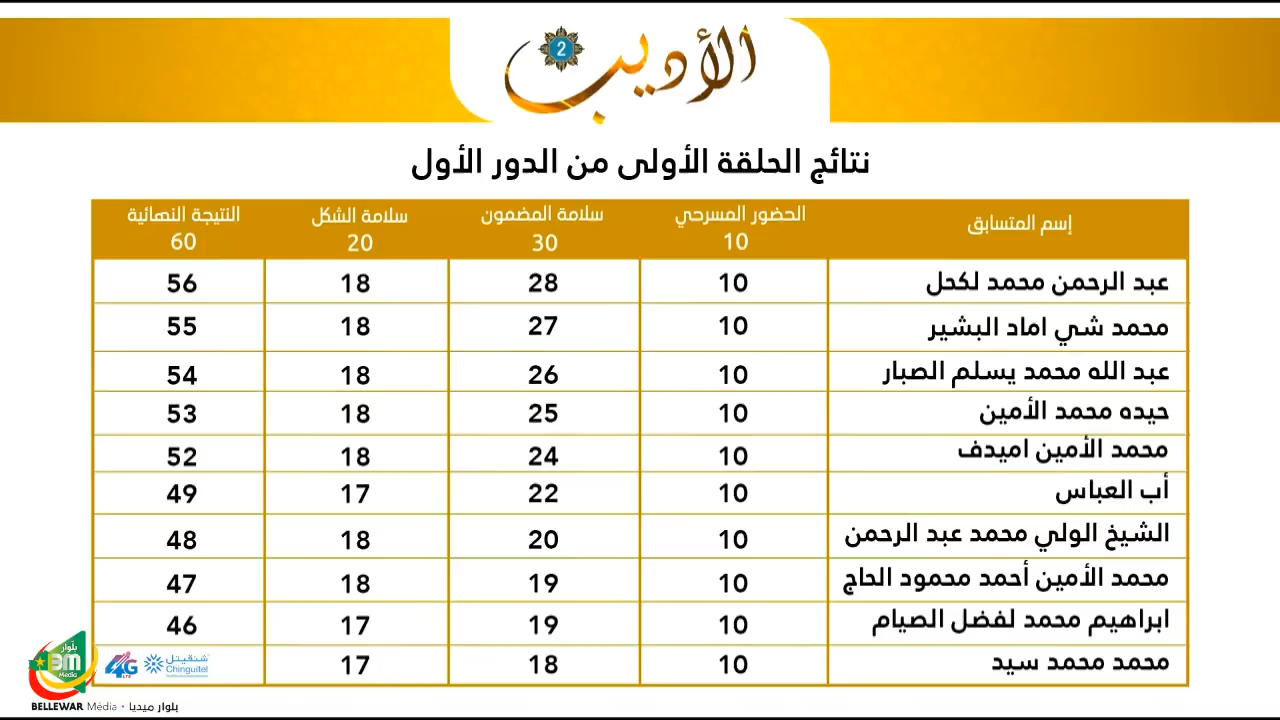 الأديب
2
نتائج الحلقة الأولى من الدور الأول
إسم المتسابق الحضور المسرحي 10 سلامة المضمون 30 سلامة الشكل 20 النتيجة النهائية 60
عبد الرحمن محمد لكحل 10 28 18 56
محمد شي اماد البشير 10 27 18 55
عبد الله محمد يسلم الصبار 10 26 18 54
حيده محمد الأمين 10 25 18 53
محمد الأمين اميدف 10 24 18 52
أب العباس 10 22 17 49
الشيخ الولي محمد عبد الرحمن 10 20 18 48
محمد الأمين أحمد محمود الحاج 10 19 18 47
ابراهيم محمد لفضل الصيام 10 19 17 46
محمد محمد سيد 10 18 17
بلوار
BM
Média
4G
LTE
شنقيتل
Chinguitel
BELLEWAR Média • بلوار ميديا